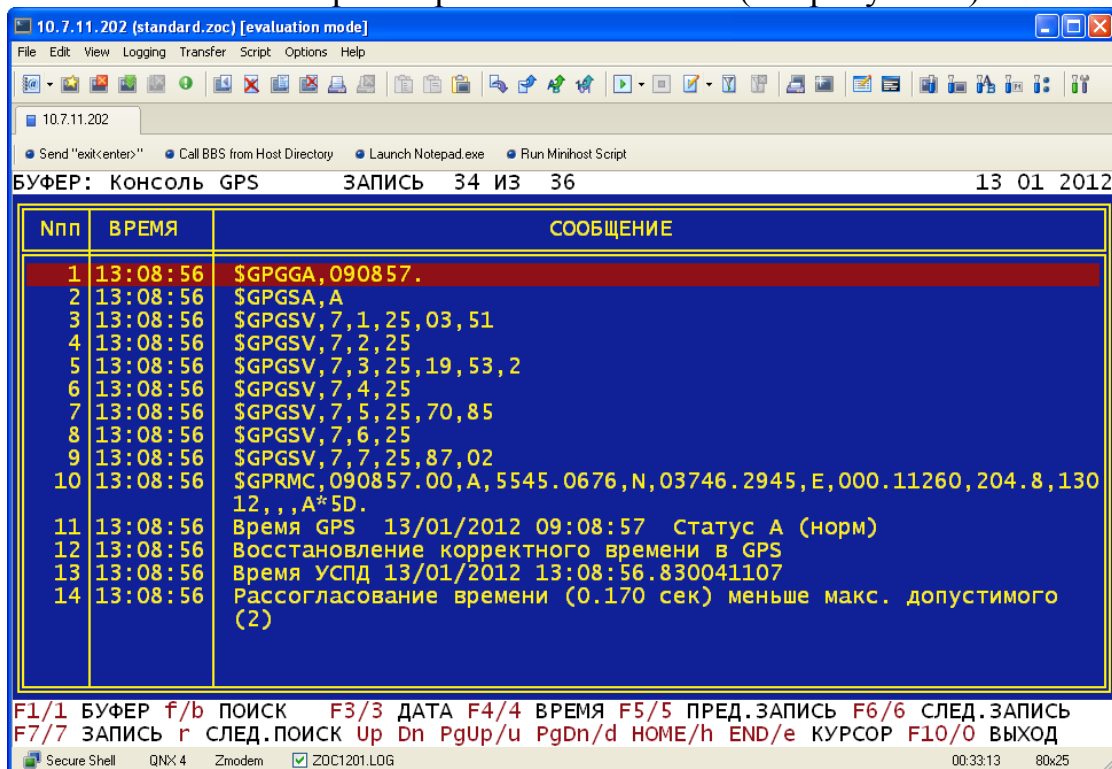 10.7.11.202 (standard.zoc) [evaluation mode]
File Edit View Logging Transfer Script Options Help
10.7.11.202
Send "exit<enter>" Call BBS from Host Directory Launch Notepad.exe Run Minihost Script
БУФЕР: Консоль GPS ЗАПИСЬ 34 ИЗ 36 13 01 2012
Nпп ВРЕМЯ СООБЩЕНИЕ
1 13:08:56 $GPGGA,090857.
2 13:08:56 $GPGSA,A
3 13:08:56 $GPGSV,7,1,25,03,51
4 13:08:56 $GPGSV,7,2,25
5 13:08:56 $GPGSV,7,3,25,19,53,2
6 13:08:56 $GPGSV,7,4,25
7 13:08:56 $GPGSV,7,5,25,70,85
8 13:08:56 $GPGSV,7,6,25
9 13:08:56 $GPGSV,7,7,25,87,02
10 13:08:56 $GPRMC,090857.00,A,5545.0676,N,03746.2945,E,000.11260,204.8,130
12,,,A*5D.
11 13:08:56 Время GPS 13/01/2012 09:08:57 Статус A (норм)
12 13:08:56 Восстановление корректного времени в GPS
13 13:08:56 Время УСПД 13/01/2012 13:08:56.830041107
14 13:08:56 Рассогласование времени (0.170 сек) меньше макс. допустимого
(2)
F1/1 БУФЕР f/b ПОИСК F3/3 ДАТА F4/4 ВРЕМЯ F5/5 ПРЕД.ЗАПИСЬ F6/6 СЛЕД.ЗАПИСЬ
F7/7 ЗАПИСЬ r СЛЕД.ПОИСК Up Dn PgUp/u PgDn/d HOME/h END/e КУРСОР F10/0 ВЫХОД
Secure Shell QNX 4 Zmodem ZOC1201.LOG 00:33:13 80x25